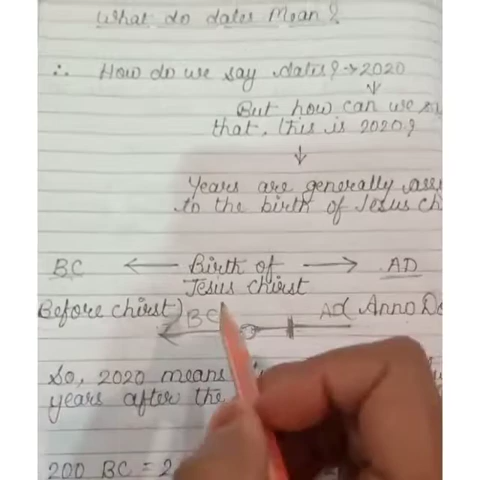 What do dates Mean?
∴ How do we say dates? → 2020
But how can we
that, this is 2020?
Years are generally
to the birth of Jesus
BC ← Birth of → AD
Jesus chirst
Before chirst) BC AD (Anno
So, 2020 means
years after the
200 BC = 2